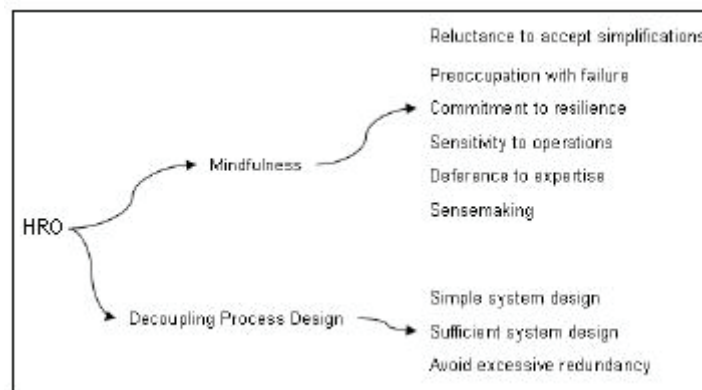 Reluctance to accept simplifications
Preoccupation with failure
Commitment to resilience
Sensitivity to operations
Deference to expertise
Sensemaking
Mindfulness
HRO
Decoupling Process Design
Simple system design
Sufficient system design
Avoid excessive redundancy